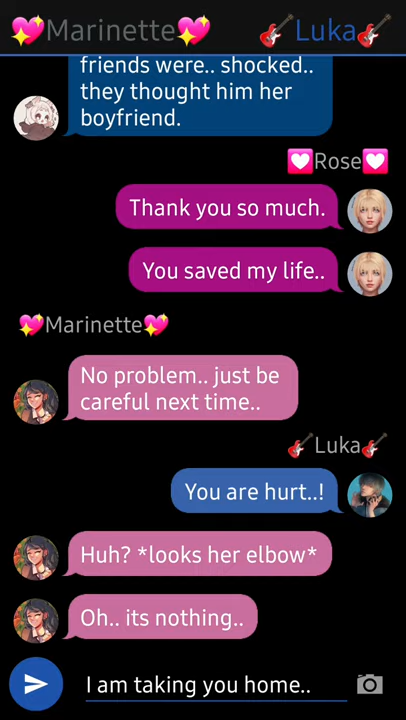 💖Marinette💖 🎸Luka🎸
friends were.. shocked..
they thought him her
boyfriend.
💟Rose💟
Thank you so much.
You saved my life..
💖Marinette💖
No problem.. just be
careful next time..
🎸Luka🎸
You are hurt..!
Huh? *looks her elbow*
Oh.. its nothing..
I am taking you home..